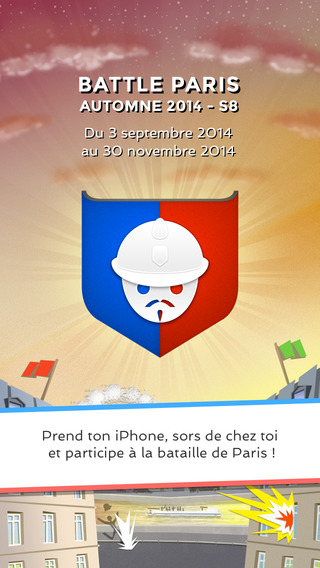 BATTLE PARIS
AUTOMNE 2014 - S8
Du 3 septembre 2014
au 30 novembre 2014
Prend ton iPhone, sors de chez toi
et participe à la bataille de Paris !